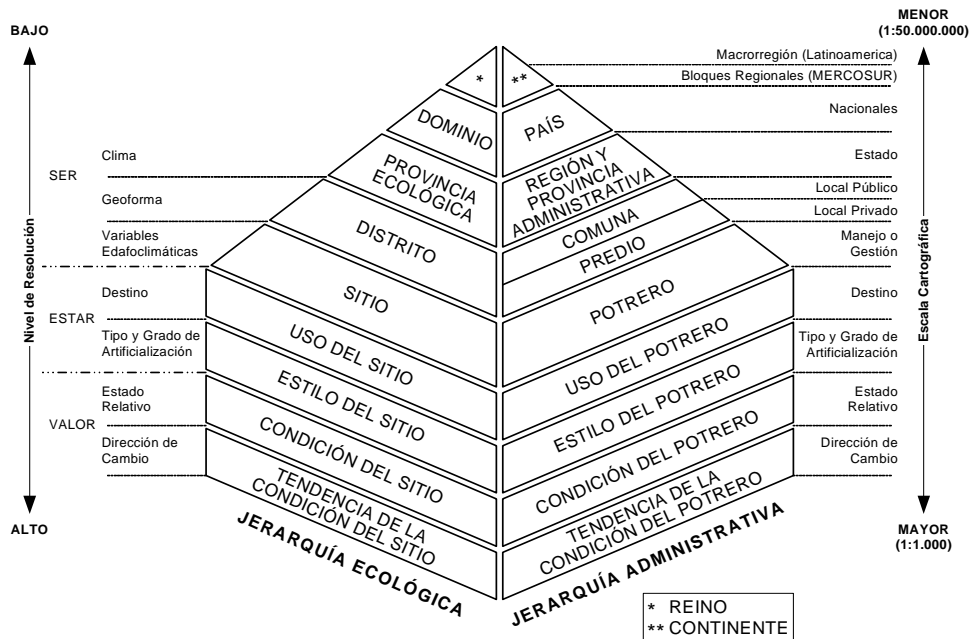 BAJO
MENOR
(1:50.000.000)
Macrorregión (Latinoamerica)
Bloques Regionales (MERCOSUR)
Nacionales
Estado
Local Público
Local Privado
Manejo o
Gestión
Destino
Tipo y Grado de
Artificialización
Estado
Relativo
Dirección de
Cambio
Escala Cartográfica
MAYOR
(1:1.000)
Nivel de Resolución
ALTO
SER
Clima
Geoforma
Variables
Edafoclimáticas
ESTAR
Destino
Tipo y Grado de
Artificialización
VALOR
Estado
Relativo
Dirección de
Cambio
*
DOMINIO
PROVINCIA
ECOLÓGICA
DISTRITO
SITIO
USO DEL SITIO
ESTILO DEL SITIO
CONDICIÓN DEL SITIO
TENDENCIA DE LA
CONDICIÓN DEL SITIO
JERARQUÍA ECOLÓGICA
**
PAÍS
REGIÓN Y
PROVINCIA
ADMINISTRATIVA
COMUNA
PREDIO
POTRERO
USO DEL POTRERO
ESTILO DEL POTRERO
CONDICIÓN DEL POTRERO
TENDENCIA DE LA
CONDICIÓN DEL POTRERO
JERARQUÍA ADMINISTRATIVA
* REINO
** CONTINENTE